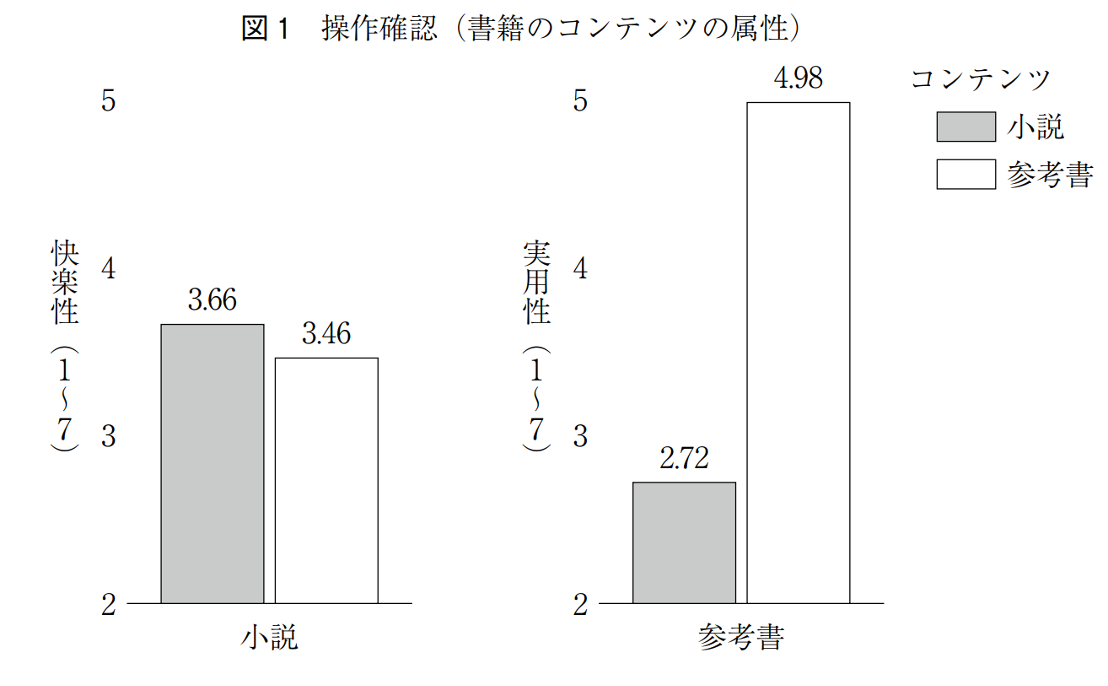 図1 操作確認（書籍のコンテンツの属性）
5
4
3
2
快楽性（1〜7）
3.66
3.46
小説
5
4
3
2
実用性（1〜7）
2.72
4.98
参考書
コンテンツ
小説
参考書